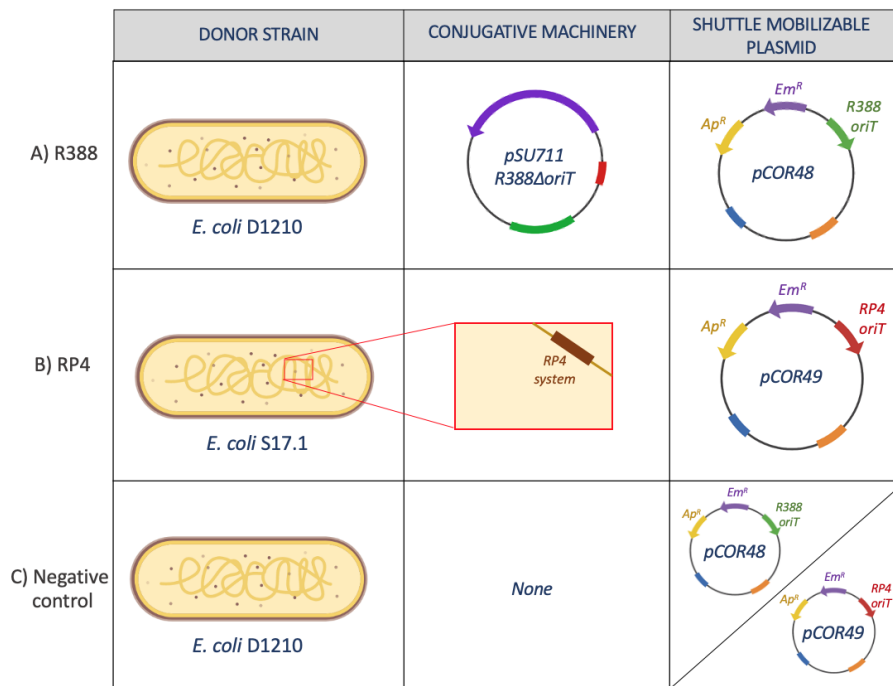 DONOR STRAIN
CONJUGATIVE MACHINERY
SHUTTLE MOBILIZABLE
PLASMID
A) R388
E. coli D1210
pSU711
R388ΔoriT
Em^R
Ap^R
R388
oriT
pCOR48
B) RP4
E. coli S17.1
RP4
system
Em^R
Ap^R
RP4
oriT
pCOR49
C) Negative
control
E. coli D1210
None
Em^R
Ap^R
R388
oriT
pCOR48
Em^R
Ap^R
RP4
oriT
pCOR49